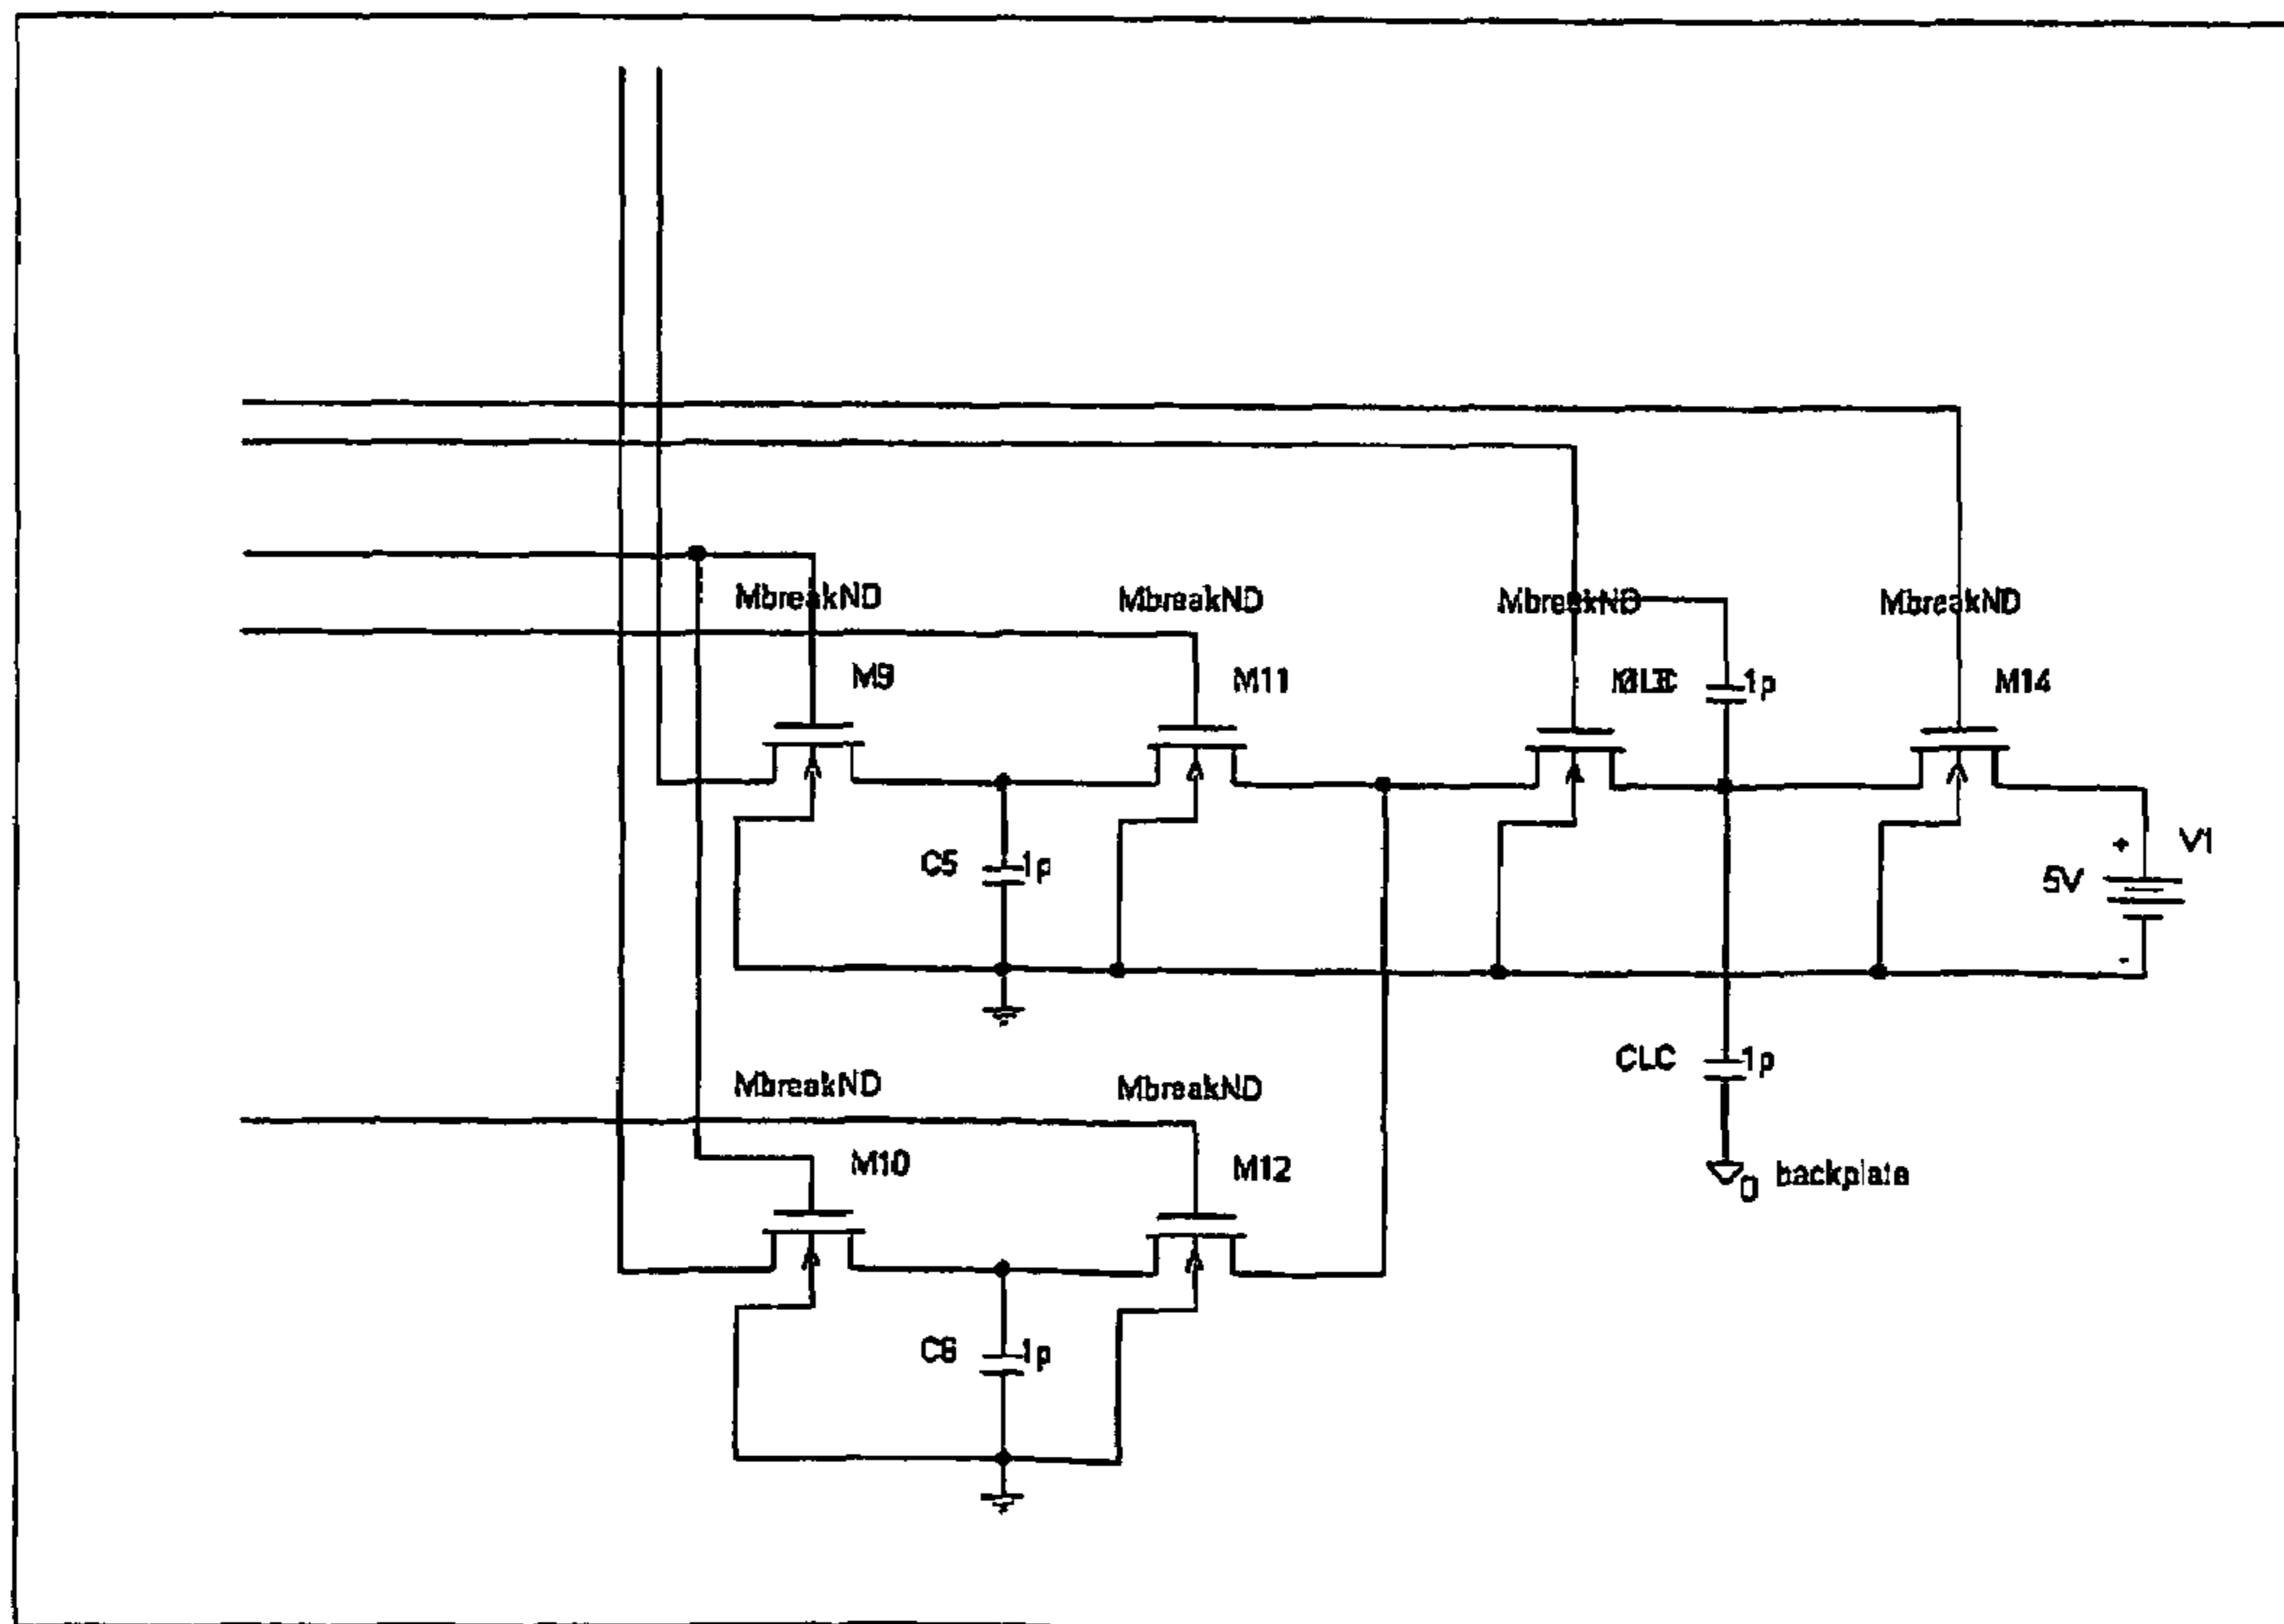 MbreakND MbreakND MbreakND MbreakND
M9 M11 1p M14
V1
+
5V
C5 1p
-
CLC 1p
MbreakND MbreakND
M10 M12
0 backplate
C6 1p